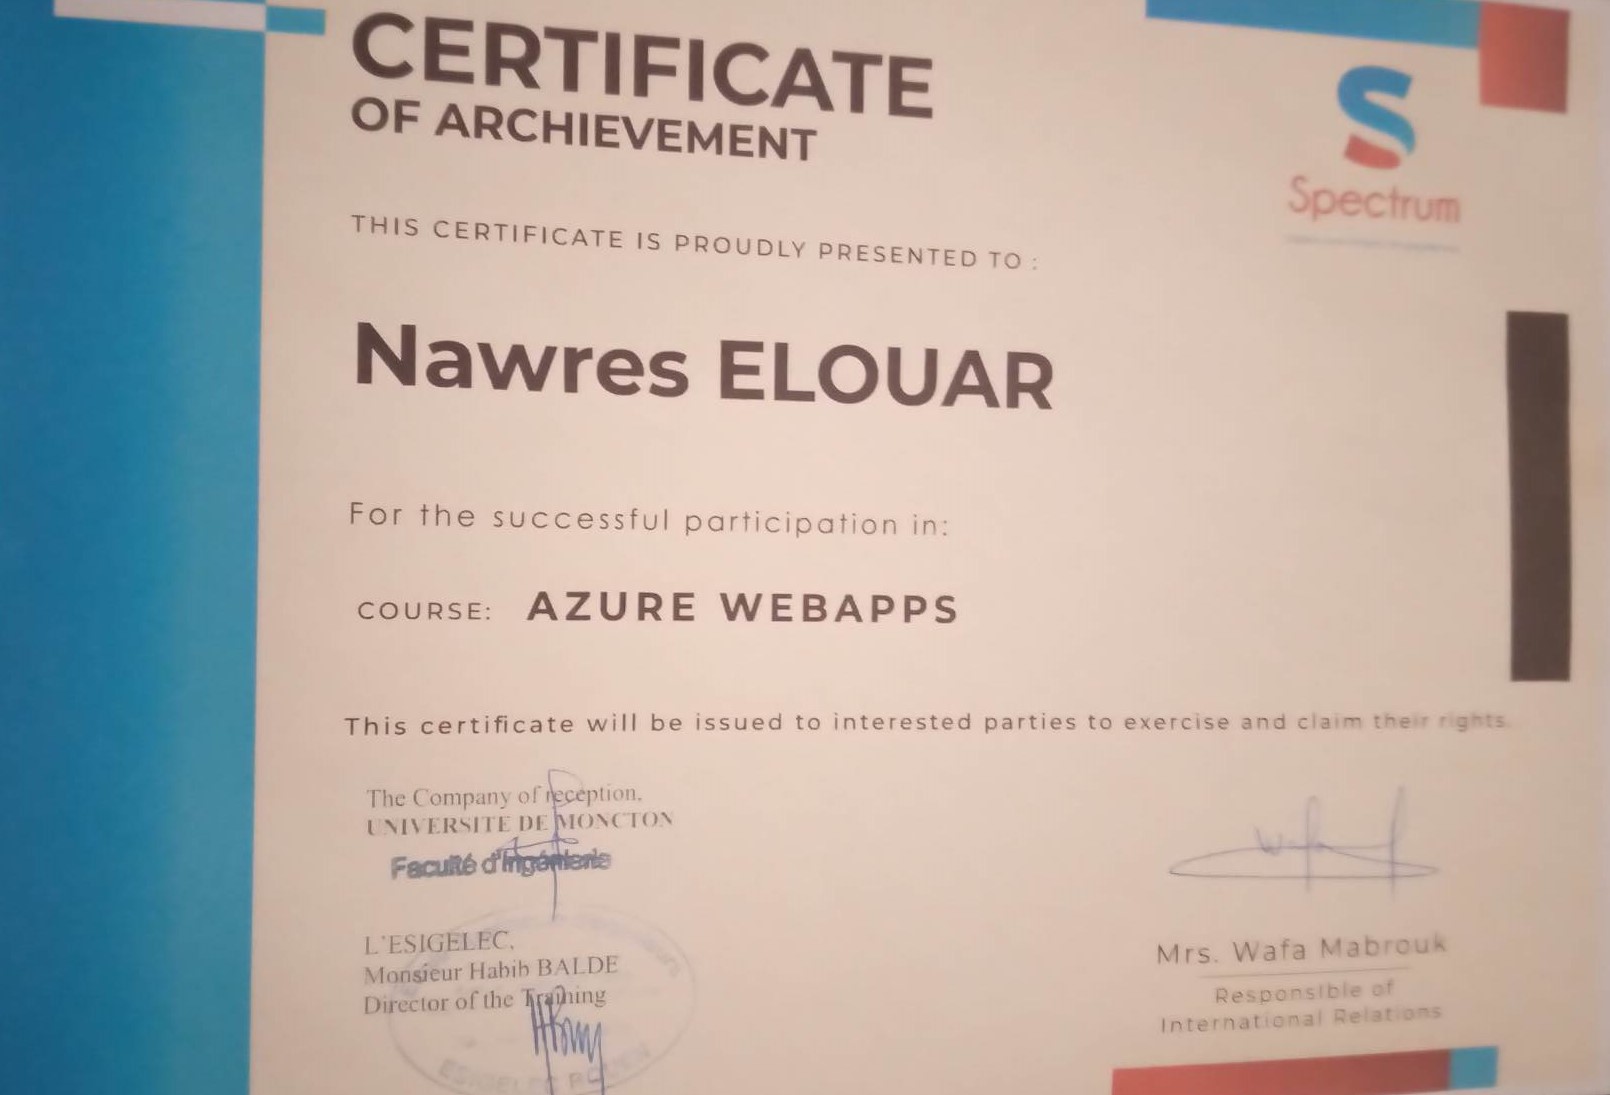 CERTIFICATE
OF ARCHIEVEMENT
Spectrum
THIS CERTIFICATE IS PROUDLY PRESENTED TO :
Nawres ELOUAR
For the successful participation in:
COURSE: AZURE WEBAPPS
This certificate will be issued to interested parties to exercise and claim their rights
The Company of reception,
UNIVERSITE DE MONCTON
Faculté d'Ingénierie
L'ESIGELEC,
Monsieur Habib BALDE
Director of the Training
ESIGELEC ROUEN
Mrs. Wafa Mabrouk
Responsible of
International Relations